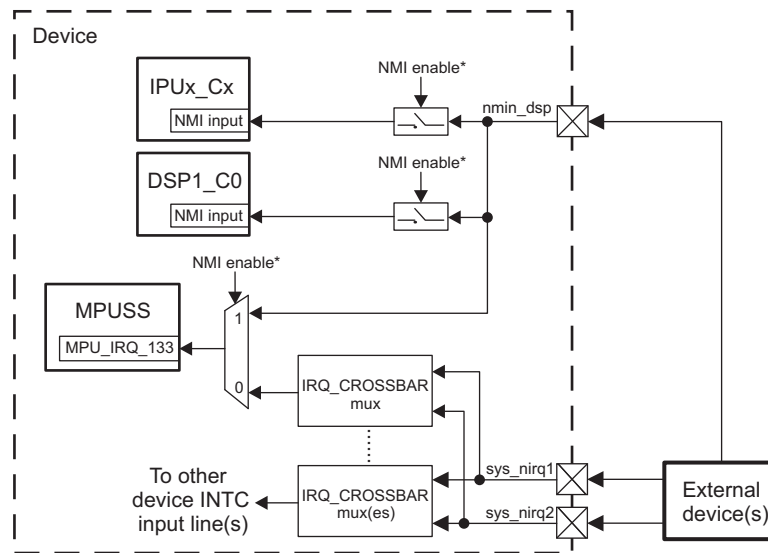 Device
NMI enable*
IPUx_Cx
NMI input
nmin_dsp
NMI enable*
DSP1_C0
NMI input
NMI enable*
MPUSS
MPU_IRQ_133
1
0
IRQ_CROSSBAR
mux
To other
device INTC
input line(s)
IRQ_CROSSBAR
mux(es)
sys_nirq1
sys_nirq2
External
device(s)